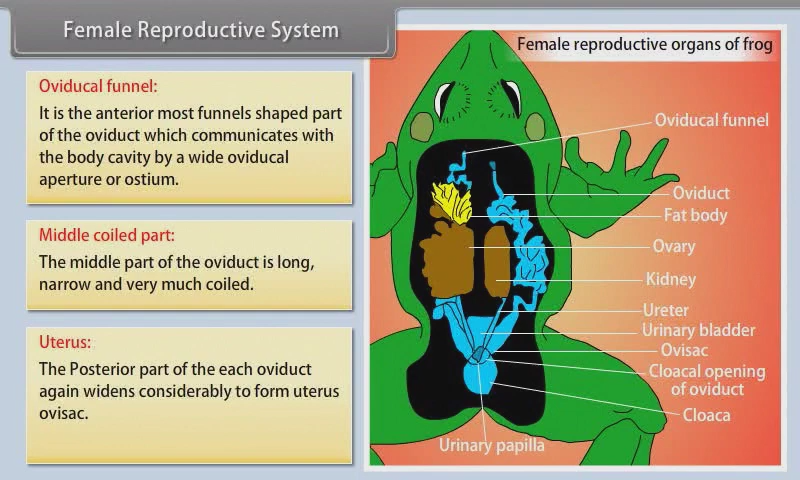 Female Reproductive System
Oviducal funnel:
It is the anterior most funnels shaped part
of the oviduct which communicates with
the body cavity by a wide oviducal
aperture or ostium.
Middle coiled part:
The middle part of the oviduct is long,
narrow and very much coiled.
Uterus:
The Posterior part of the each oviduct
again widens considerably to form uterus
ovisac.
Female reproductive organs of frog
Oviducal funnel
Oviduct
Fat body
Ovary
Kidney
Ureter
Urinary bladder
Ovisac
Cloacal opening
of oviduct
Cloaca
Urinary papilla